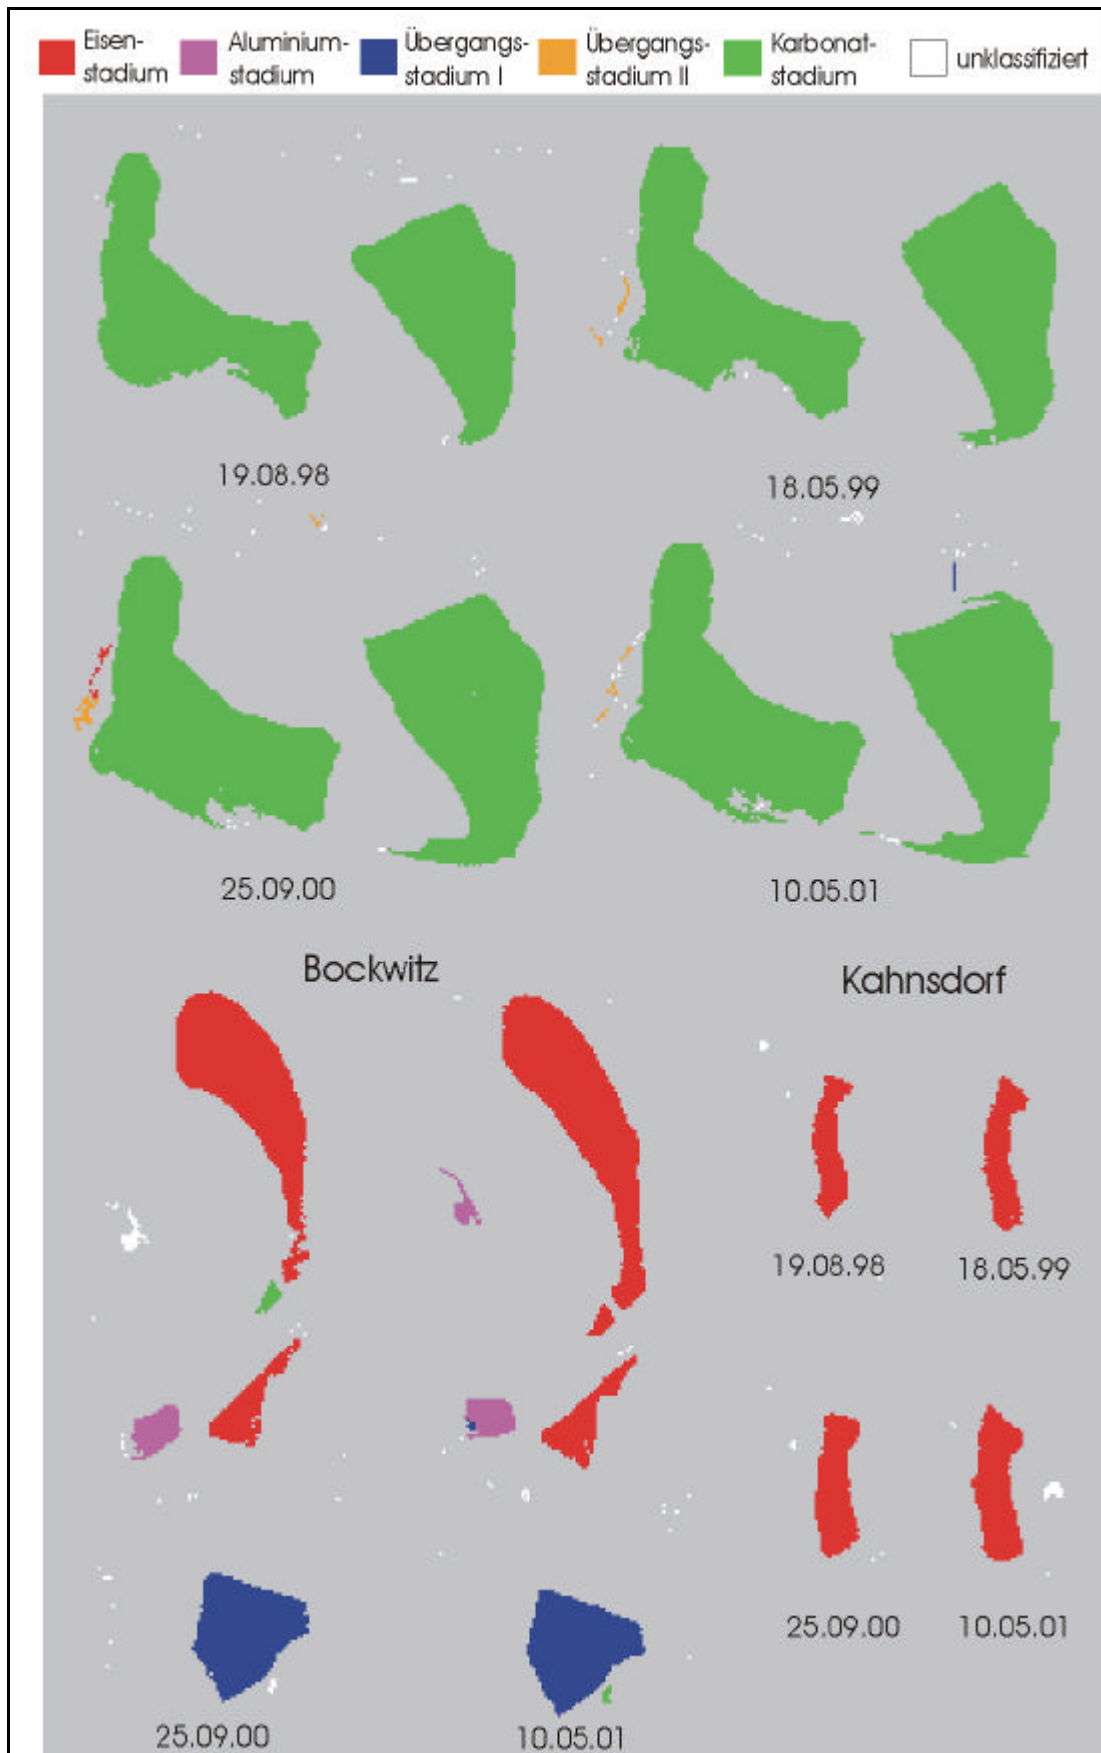 Eisen-
stadium
Aluminium-
stadium
Übergangs-
stadium I
Übergangs-
stadium II
Karbonat-
stadium
unklassifiziert
19.08.98
18.05.99
25.09.00
10.05.01
Bockwitz
Kahnsdorf
19.08.98
18.05.99
25.09.00
10.05.01
25.09.00
10.05.01